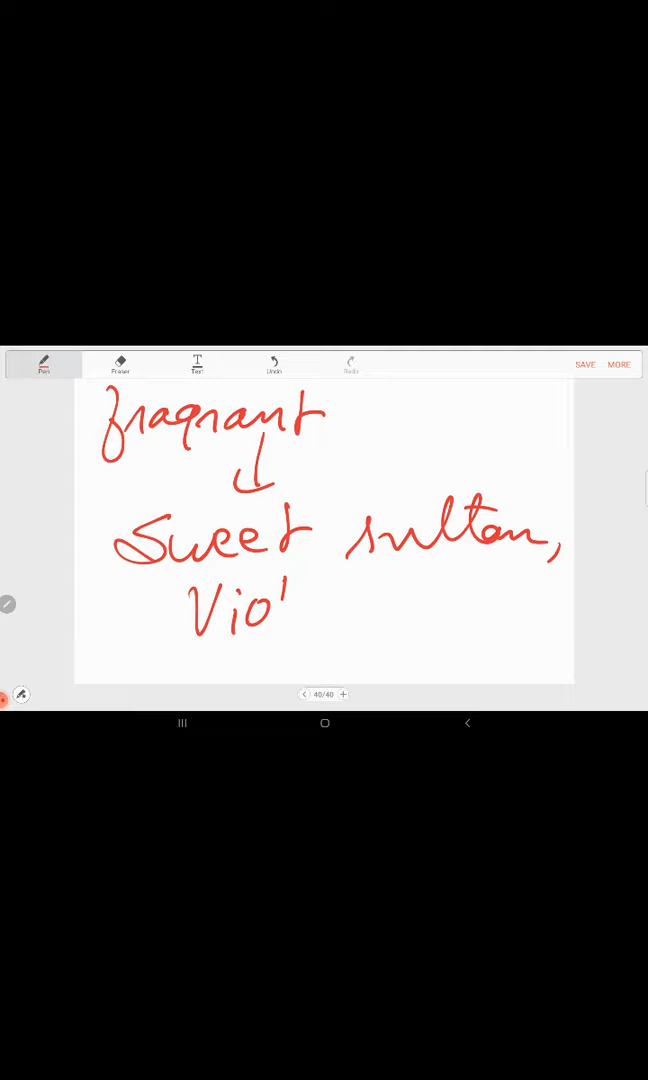 Pen Eraser Text Undo Redo SAVE MORE
fragrant
Sweet sultan,
Vio'
40/40